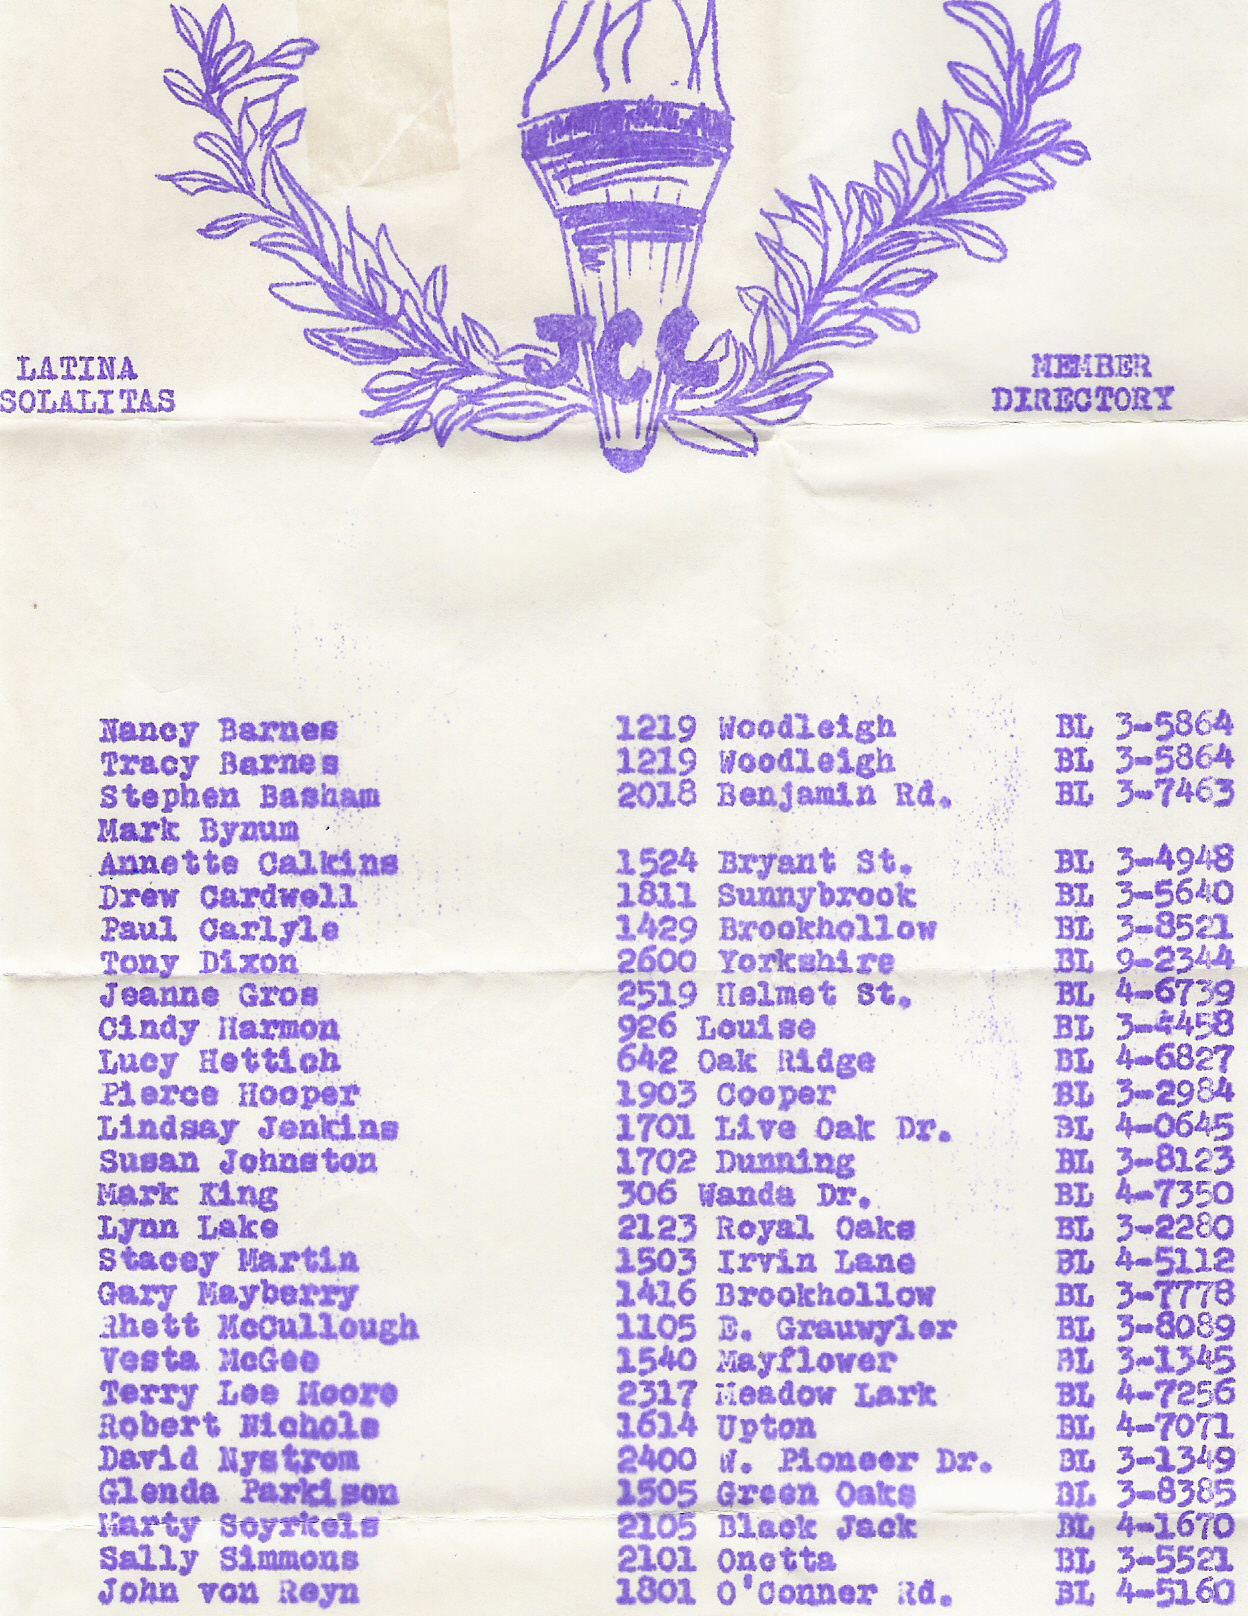 JCL
LATINA
SOLALITAS
MEMBER
DIRECTORY
Nancy Barnes 1219 Woodleigh BL 3-5864
Tracy Barnes 1219 Woodleigh BL 3-5864
Stephen Basham 2018 Benjamin Rd. BL 3-7463
Mark Bynum
Annette Calkins 1524 Bryant St. BL 3-4948
Drew Cardwell 1811 Sunnybrook BL 3-5640
Paul Carlyle 1429 Brookhollow BL 3-8521
Tony Dixon 2600 Yorkshire BL 9-2344
Jeanne Gros 2519 Helmet St. BL 4-6739
Cindy Harmon 926 Louise BL 3-4458
Lucy Hettich 642 Oak Ridge BL 4-6827
Pierce Hooper 1903 Cooper BL 3-2984
Lindsay Jenkins 1701 Live Oak Dr. BL 4-0645
Susan Johnston 1702 Dunning BL 3-8123
Mark King 306 Wanda Dr. BL 4-7350
Lynn Lake 2123 Royal Oaks BL 3-2280
Stacey Martin 1503 Irvin Lane BL 4-5112
Gary Mayberry 1416 Brookhollow BL 3-7778
Rhett McCullough 1105 E. Grauwyler BL 3-8089
Vesta McGee 1540 Mayflower BL 3-1345
Terry Lee Moore 2317 Meadow Lark BL 4-7256
Robert Nichols 1614 Upton BL 4-7071
David Nystrom 2400 W. Pioneer Dr. BL 3-1349
Glenda Parkison 1505 Green Oaks BL 3-8385
Marty Scyrkels 2105 Black Jack BL 4-1670
Sally Simmons 2101 Onetta BL 3-5521
John von Reyn 1801 O'Conner Rd. BL 4-5160